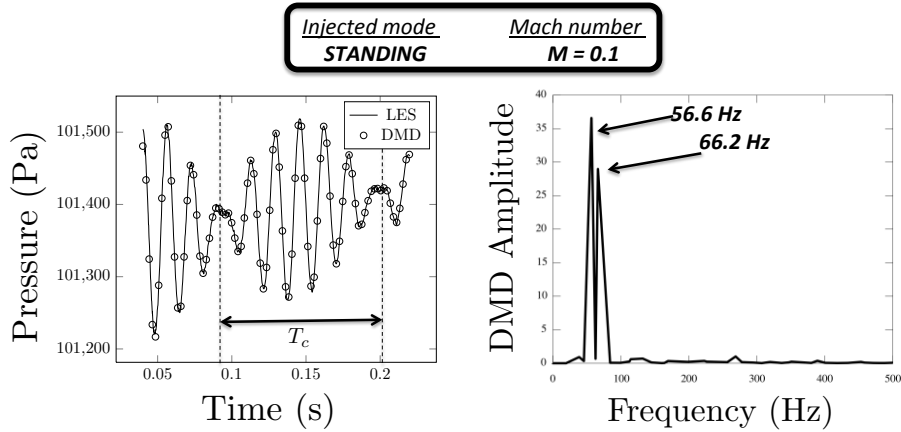 Injected mode Mach number
STANDING M = 0.1
101,500
101,400
101,300
101,200
Pressure (Pa)
LES
DMD
T_c
0.05 0.1 0.15 0.2
Time (s)
40
35
30
25
20
15
10
5
0
DMD Amplitude
56.6 Hz
66.2 Hz
0 100 200 300 400 500
Frequency (Hz)